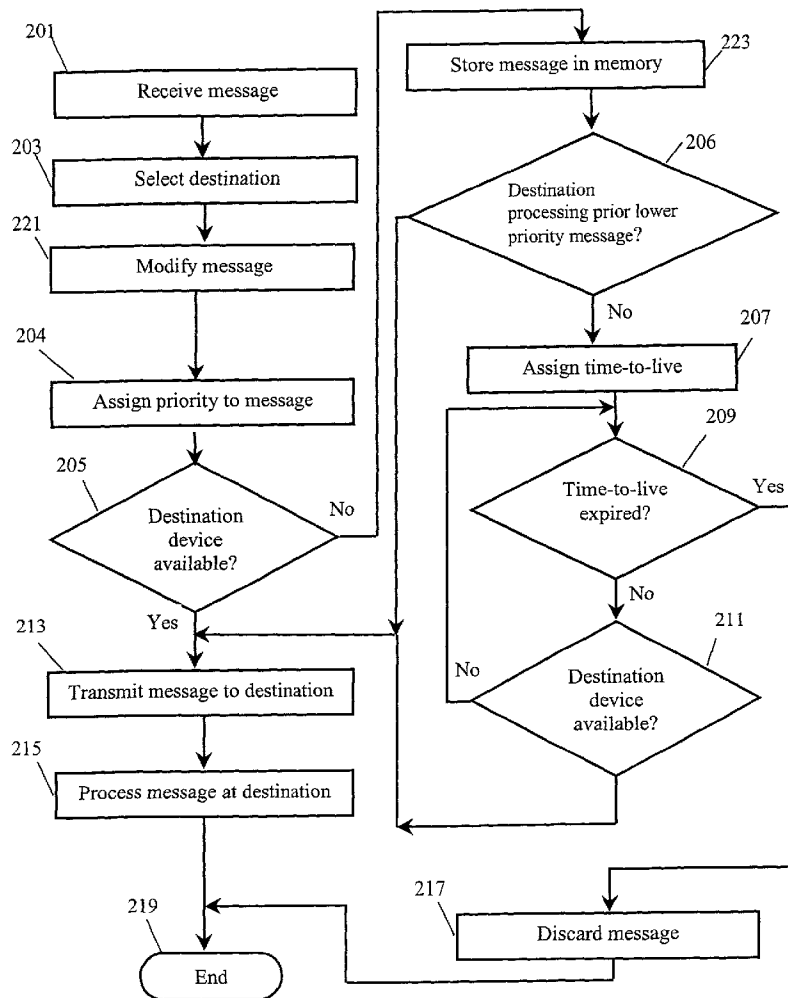 201
Receive message
203
Select destination
221
Modify message
204
Assign priority to message
205
Destination
device
available?
No
Yes
213
Transmit message to destination
215
Process message at destination
219
End
Store message in memory
223
206
Destination
processing prior lower
priority message?
No
207
Assign time-to-live
209
Time-to-live
expired?
Yes
No
211
No
Destination
device
available?
217
Discard message